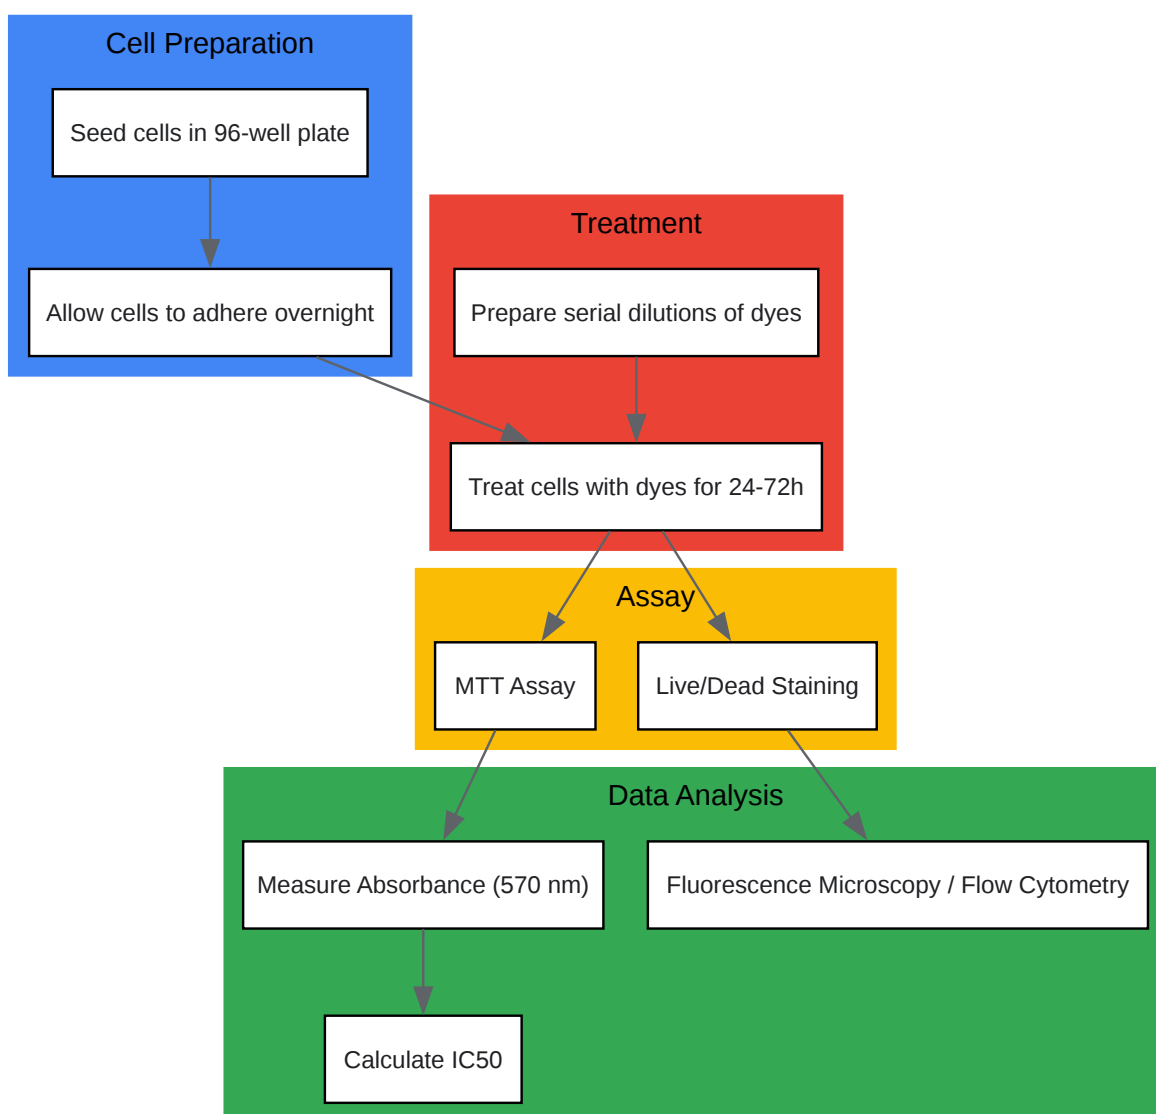 Cell Preparation
Seed cells in 96-well plate
Allow cells to adhere overnight
Treatment
Prepare serial dilutions of dyes
Treat cells with dyes for 24-72h
Assay
MTT Assay
Live/Dead Staining
Data Analysis
Measure Absorbance (570 nm)
Fluorescence Microscopy / Flow Cytometry
Calculate IC50